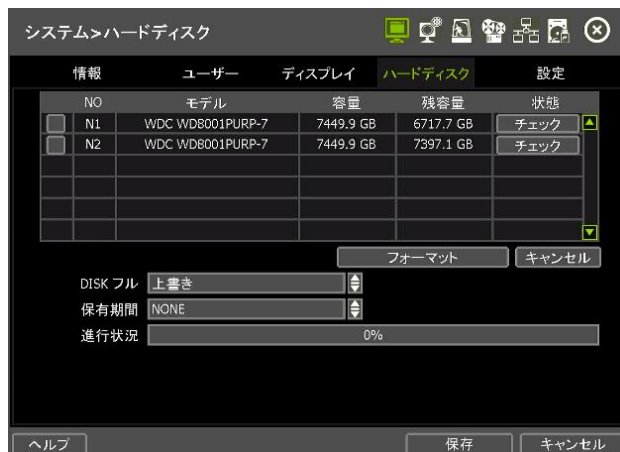 システム>ハードディスク
情報 ユーザー ディスプレイ ハードディスク 設定
NO モデル 容量 残容量 状態
N1 WDC WD8001PURP-7 7449.9 GB 6717.7 GB チェック
N2 WDC WD8001PURP-7 7449.9 GB 7397.1 GB チェック
フォーマット キャンセル
DISK フル 上書き
保有期間 NONE
進行状況 0%
ヘルプ 保存 キャンセル